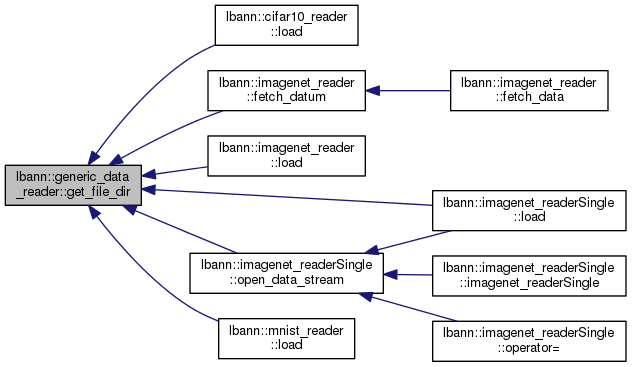 lbann::cifar10_reader
::load
lbann::imagenet_reader
::fetch_datum
lbann::imagenet_reader
::fetch_data
lbann::imagenet_reader
::load
lbann::generic_data
_reader::get_file_dir
lbann::imagenet_readerSingle
::load
lbann::imagenet_readerSingle
::open_data_stream
lbann::imagenet_readerSingle
::imagenet_readerSingle
lbann::mnist_reader
::load
lbann::imagenet_readerSingle
::operator=